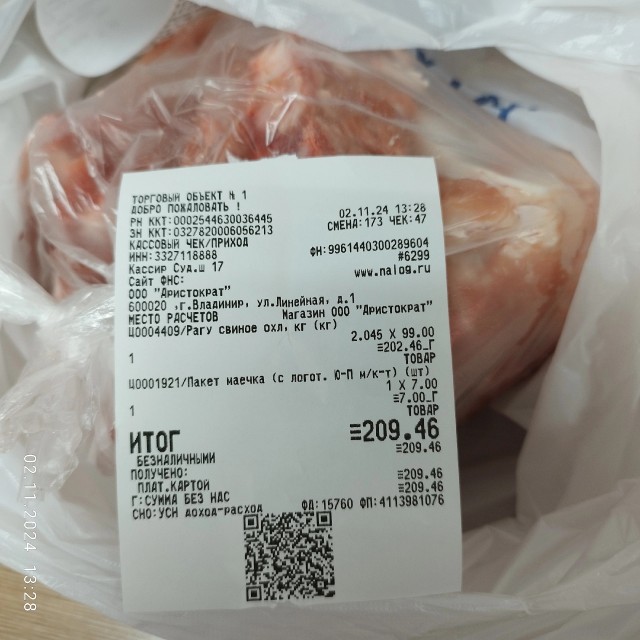 ТОРГОВЫЙ ОБЪЕКТ № 1
ДОБРО ПОЖАЛОВАТЬ !
РН ККТ:0002544630036445 02.11.24 13:28
ЗН ККТ:0327820006056213 СМЕНА:173 ЧЕК:47
КАССОВЫЙ ЧЕК/ПРИХОД
ИНН:3327118888 ФН:9961440300289604
Кассир Суд.ш 17 #6299
Сайт ФНС: www.nalog.ru
ООО "Аристократ"
600020 ,г.Владимир, ул.Линейная, д.1
МЕСТО РАСЧЕТОВ Магазин ООО "Аристократ"
Ц0004409/Рагу свиное охл, кг (кг)
2.045 X 99.00
1 ≡202.46_Г
ТОВАР
Ц0001921/Пакет маечка (с логот. Ю-П м/к-т) (шт)
1 X 7.00
1 ≡7.00_Г
ТОВАР
ИТОГ ≡209.46
БЕЗНАЛИЧНЫМИ ≡209.46
ПОЛУЧЕНО:
ПЛАТ.КАРТОЙ ≡209.46
Г:СУММА БЕЗ НДС ≡209.46
СНО:УСН доход-расход ФД:15760 ФП:4113981076
02.11.2024 13:28